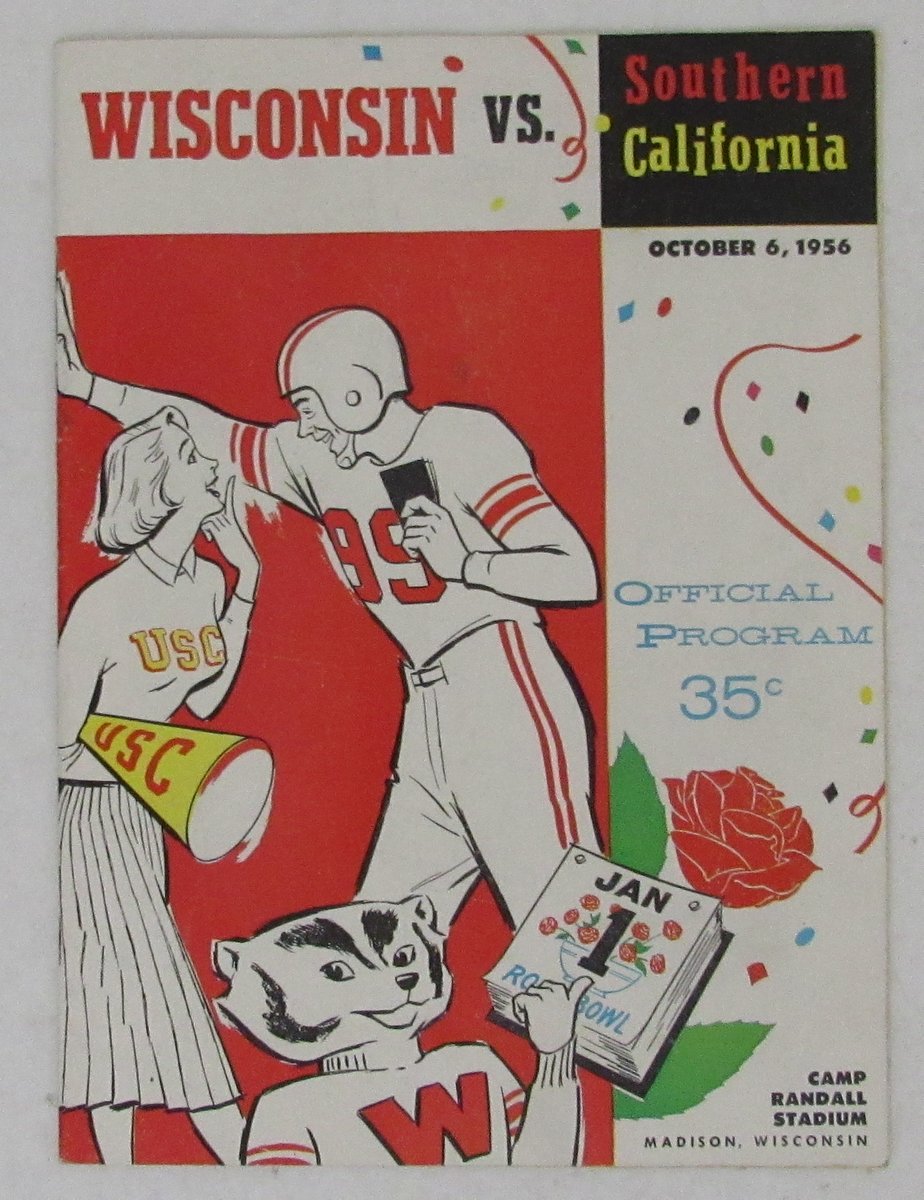 WISCONSIN VS. Southern
California
OCTOBER 6, 1956
99
OFFICIAL
PROGRAM
35c
USC
USC
JAN
1
BOWL
W
CAMP
RANDALL
STADIUM
MADISON, WISCONSIN